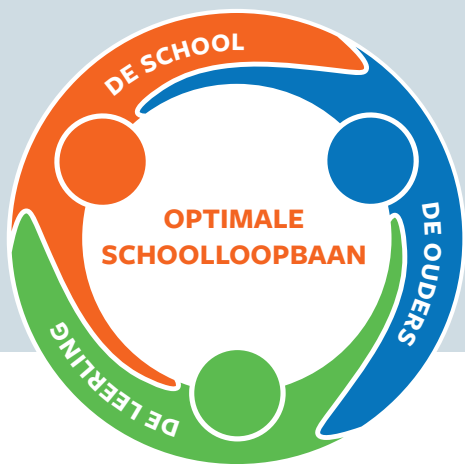 DE SCHOOL
DE OUDERS
OPTIMALE
SCHOOLLOOPBAAN
DE LEERLING